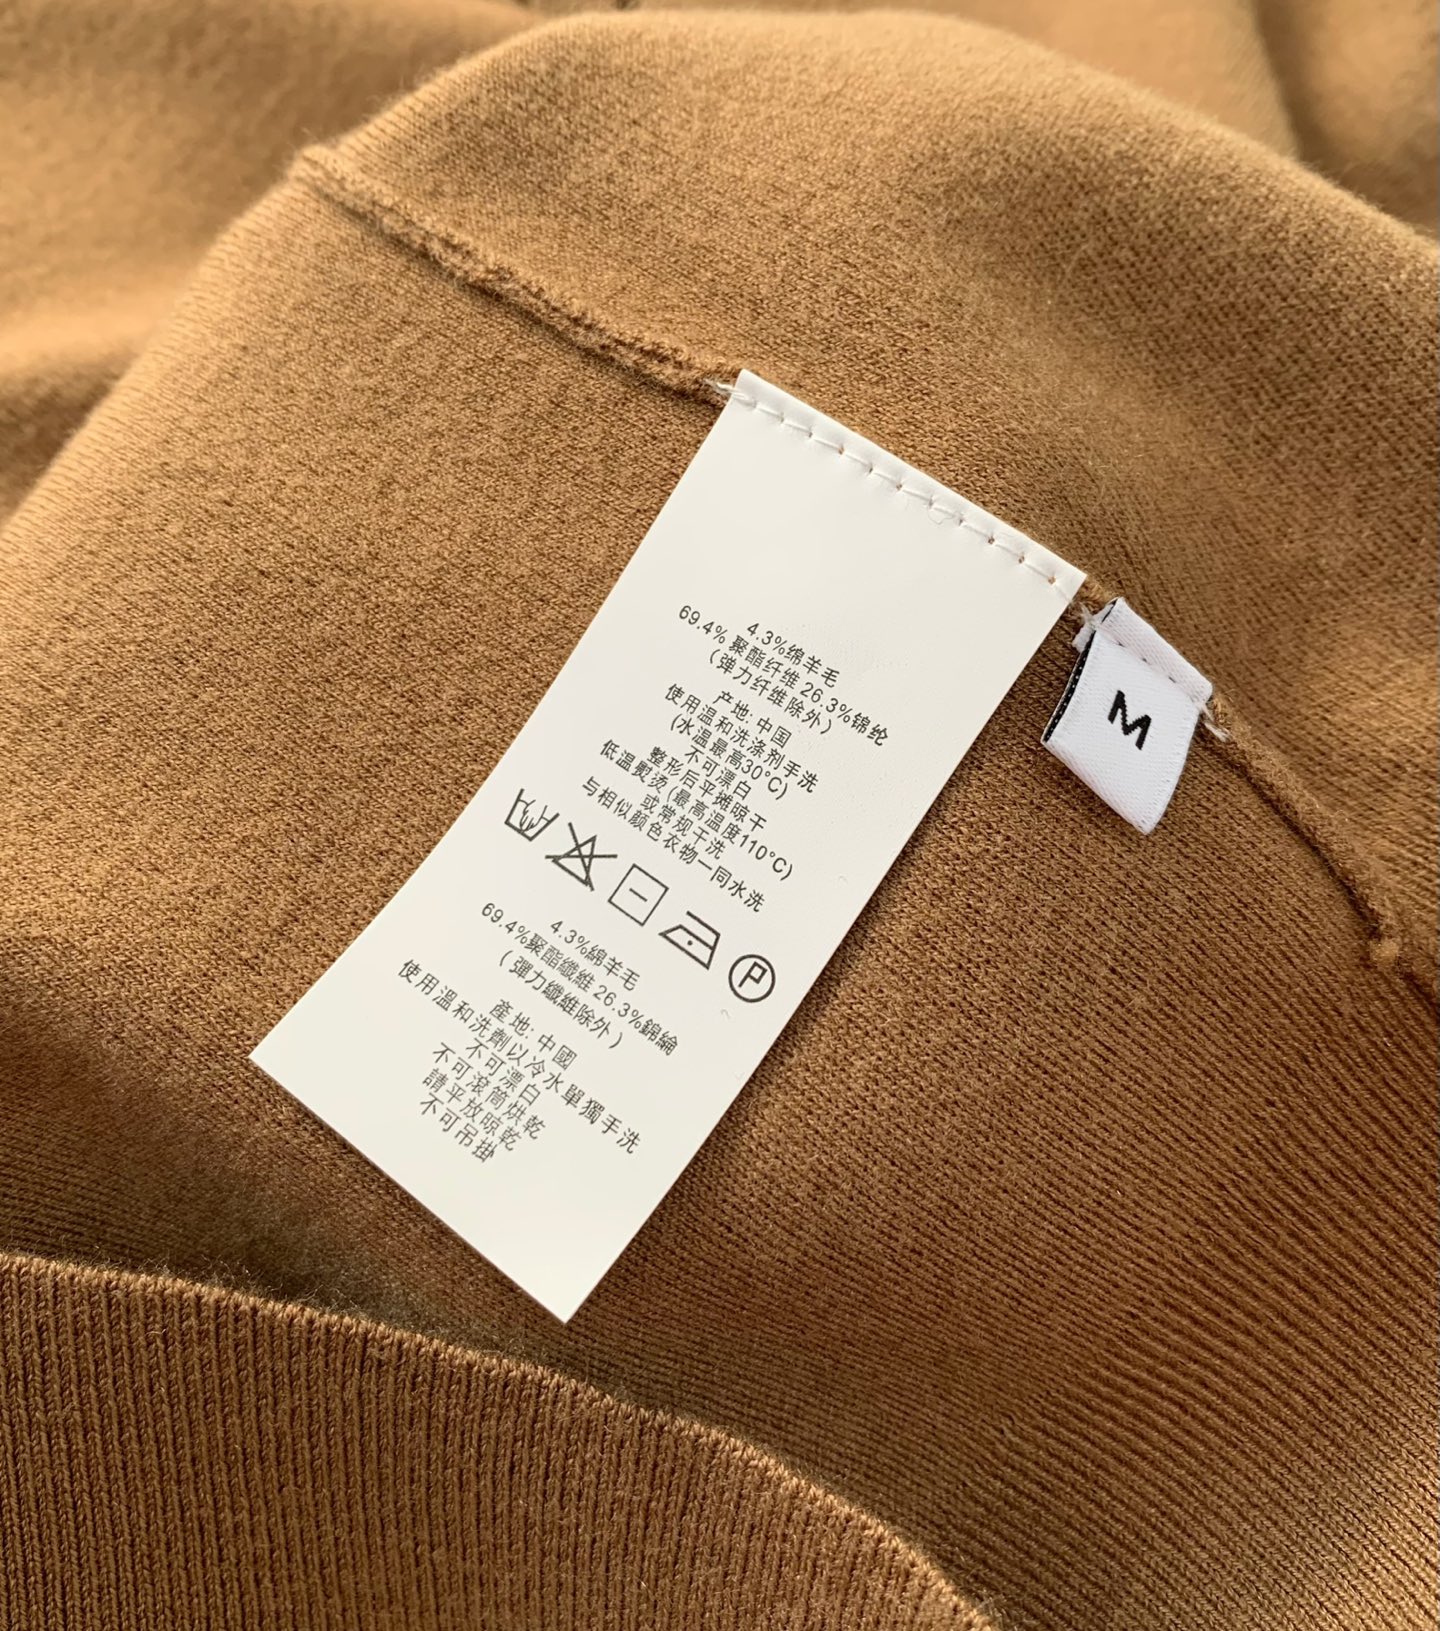 4.3%绵羊毛
69.4% 聚酯纤维 26.3%锦纶
(弹力纤维除外)
产地: 中国
使用温和洗涤剂手洗
(水温最高30°C)
不可漂白
整形后平摊晾干
低温熨烫(最高温度110°C)
或常规干洗
与相似颜色衣物一同水洗
P
4.3%綿羊毛
69.4%聚酯纖維 26.3%錦綸
(彈力纖維除外)
產地: 中國
使用溫和洗劑以冷水單獨手洗
不可漂白
不可滾筒烘乾
請平放晾乾
不可吊掛
M